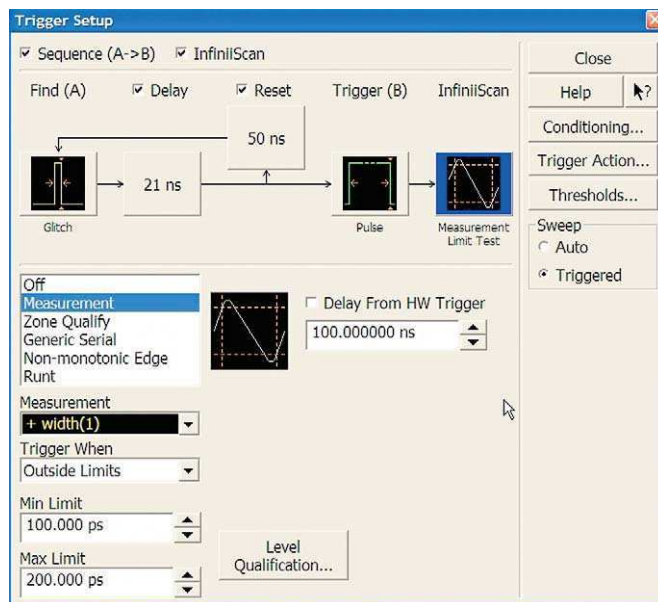 Trigger Setup
Sequence (A->B) InfiniiScan
Find (A) Delay Reset Trigger (B) InfiniiScan
50 ns
21 ns
Glitch
Pulse
Measurement
Limit Test
Off
Measurement
Zone Qualify
Generic Serial
Non-monotonic Edge
Runt
Delay From HW Trigger
100.000000 ns
Measurement
+ width(1)
Trigger When
Outside Limits
Min Limit
100.000 ps
Max Limit
200.000 ps
Level
Qualification...
Close
Help ?
Conditioning...
Trigger Action...
Thresholds...
Sweep
Auto
Triggered